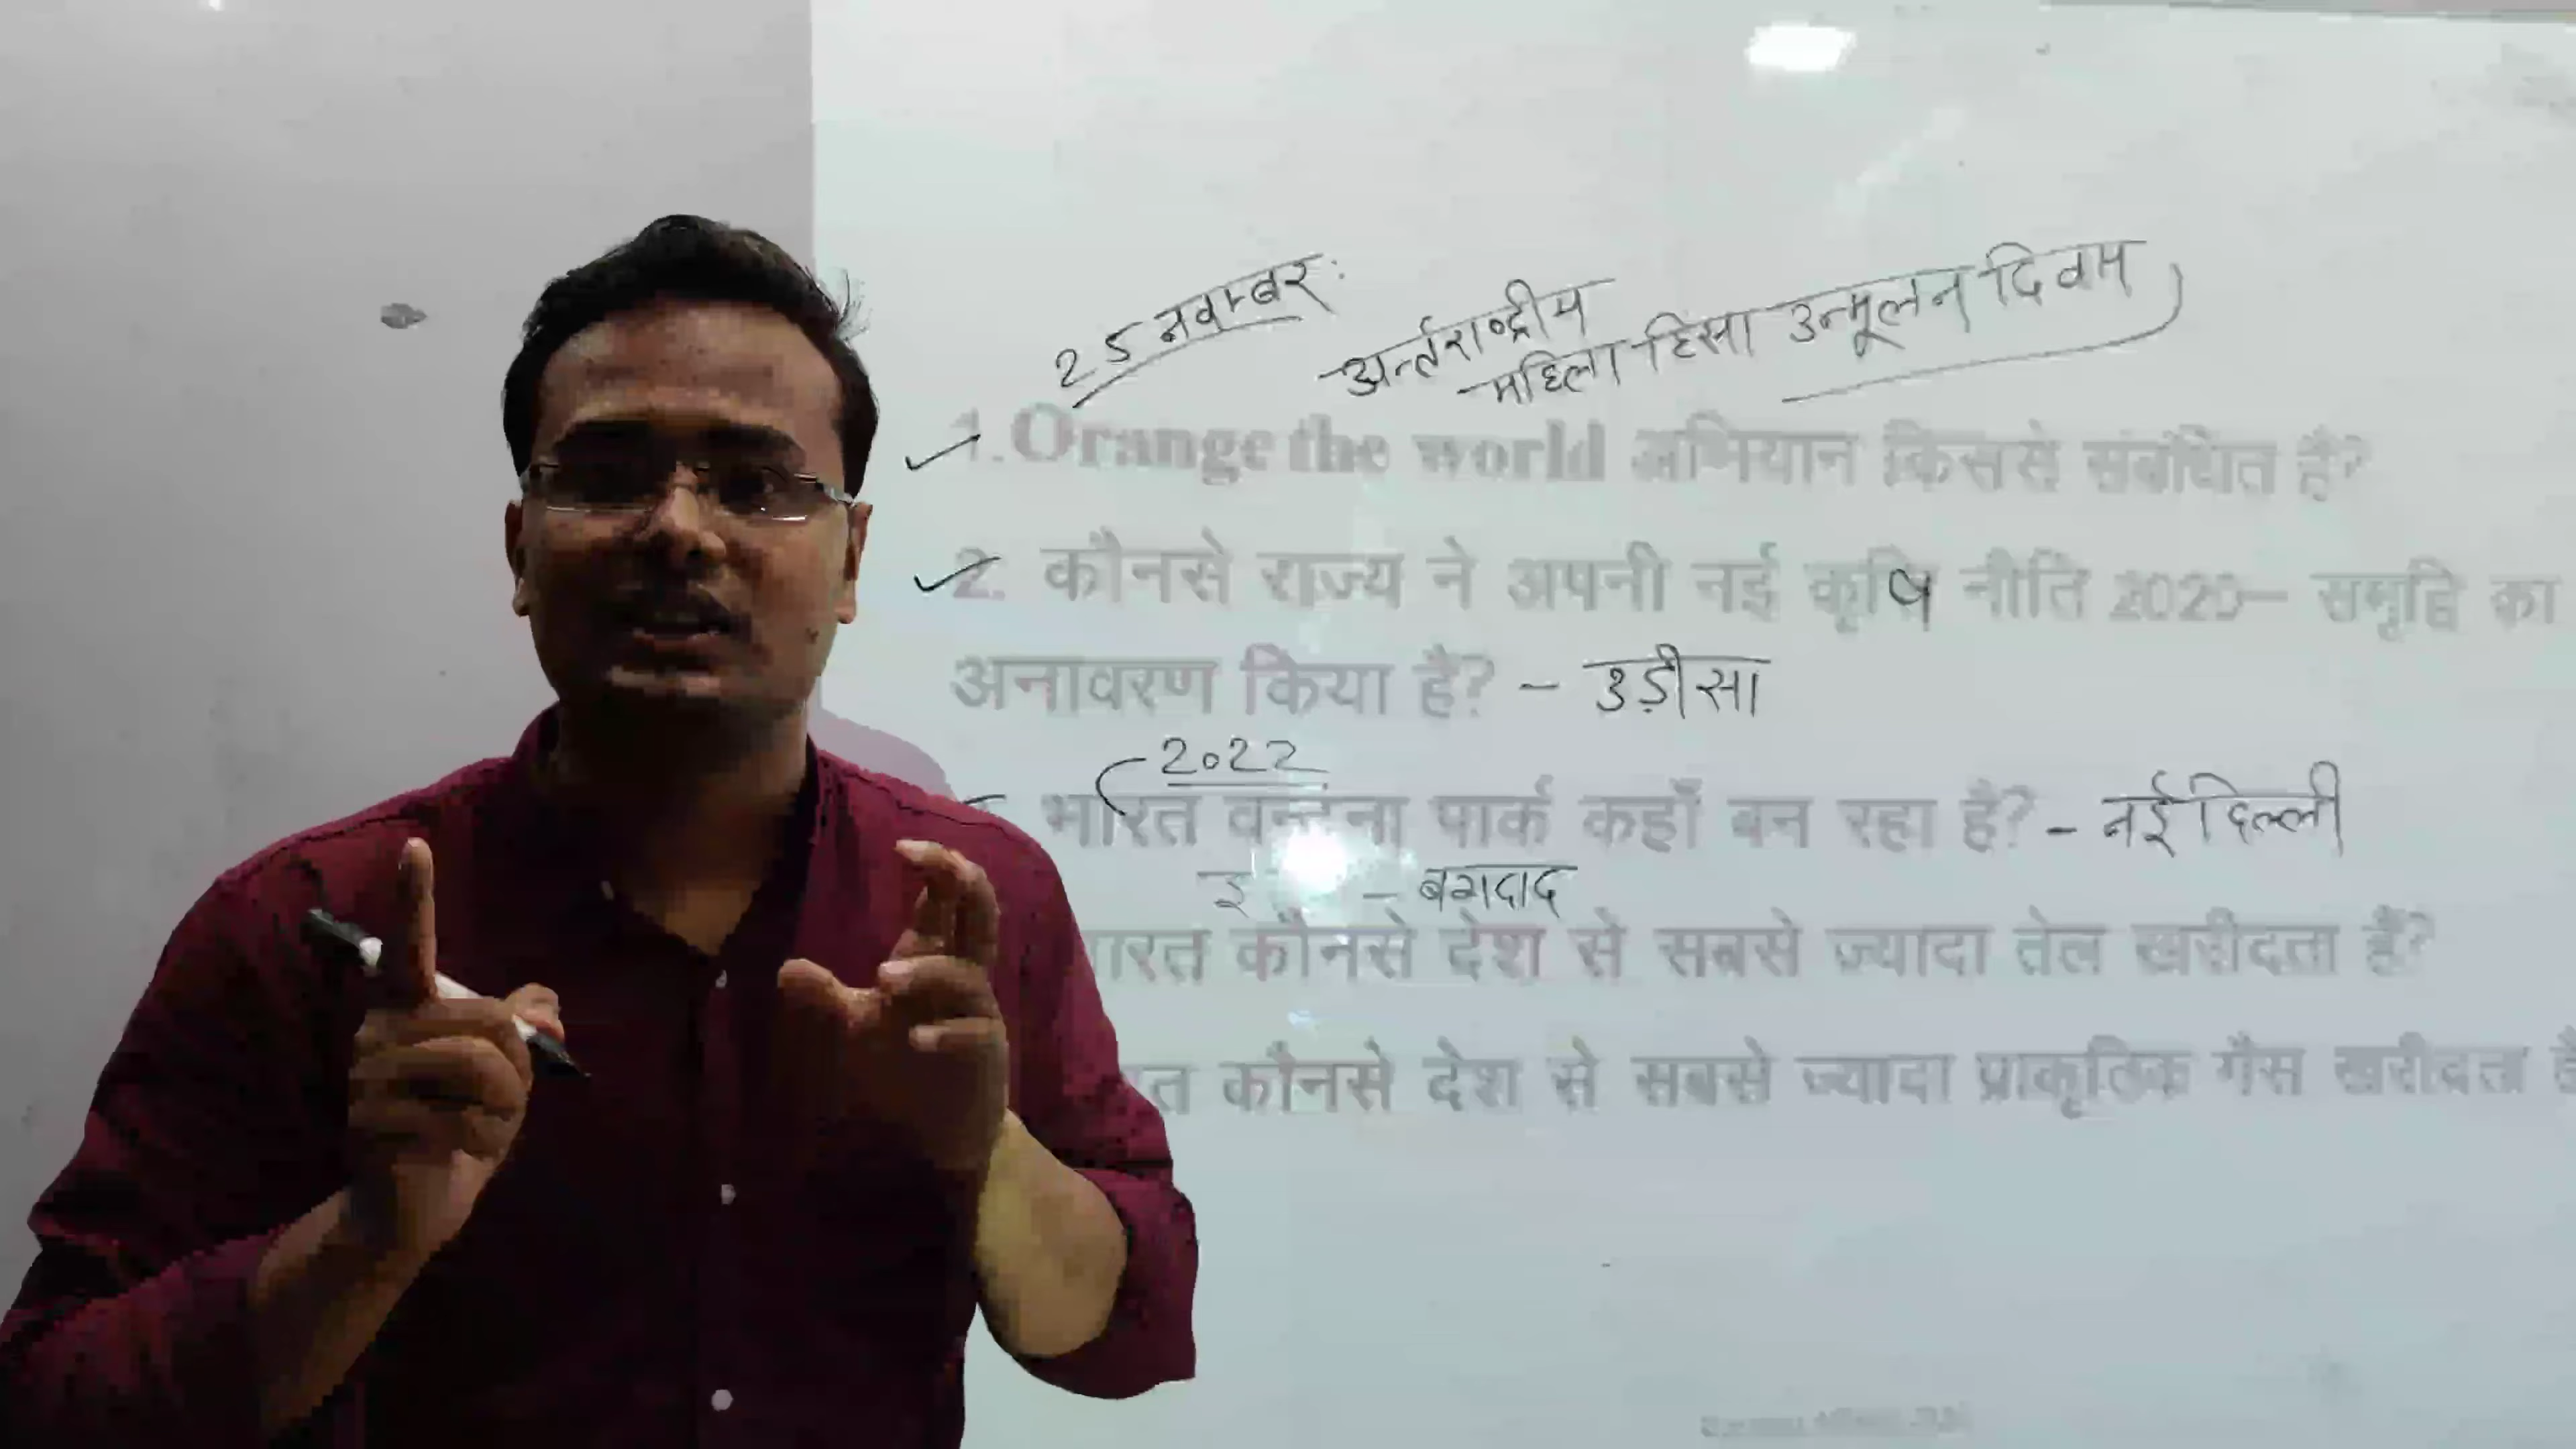 25 नवम्बर:
अर्न्तराष्ट्रीय
महिला हिंसा उन्मूलन दिवस
1. Orange the world अभियान किससे संबंधित है?
2. कौनसे राज्य ने अपनी नई कृषि नीति 2020– समृद्वि का
अनावरण किया है? – उड़ीसा
2022
भारत वन्दना पार्क कहाँ बन रहा है? – नई दिल्ली
– बगदाद
भारत कौनसे देश से सबसे ज्यादा तेल खरीदता हैं?
कौनसे देश से सबसे ज्यादा प्राकृतिक गैस खरीदता